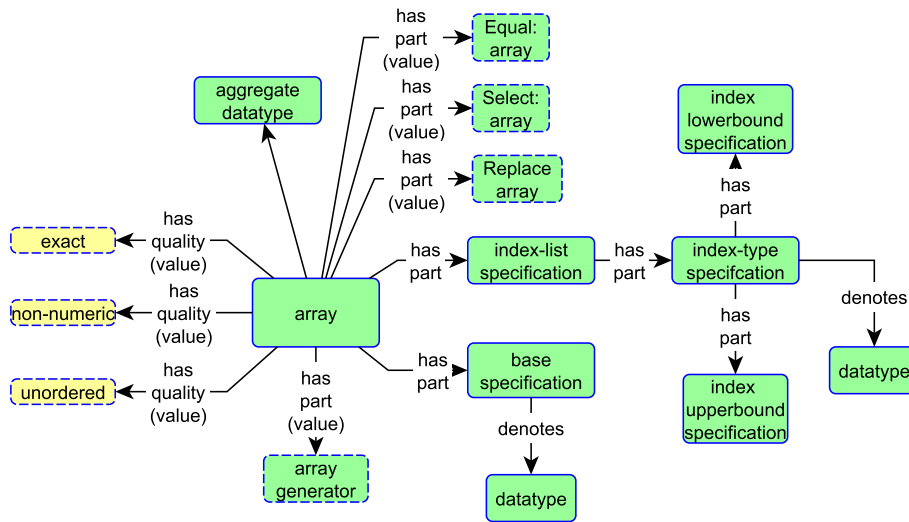 has
part
(value)
Equal:
array
aggregate
datatype
has
part
(value)
Select:
array
index
lowerbound
specification
has
part
(value)
Replace
array
has
part
has
quality
(value)
exact
has
part
index-list
specification
has
part
index-type
specifcation
has
quality
(value)
non-numeric
array
denotes
has
part
has
quality
(value)
unordered
has
part
(value)
has
part
base
specification
datatype
index
upperbound
specification
denotes
array
generator
datatype